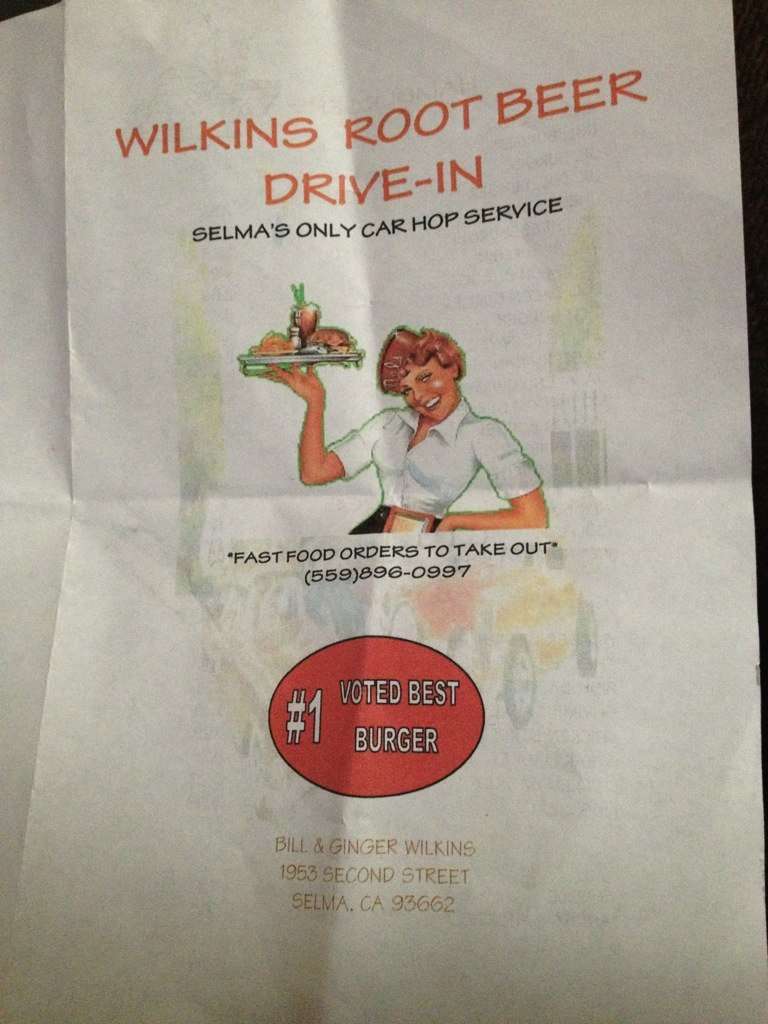 WILKINS ROOT BEER
DRIVE-IN
SELMA'S ONLY CAR HOP SERVICE
"FAST FOOD ORDERS TO TAKE OUT"
(559)896-0997
#1 VOTED BEST
BURGER
BILL & GINGER WILKINS
1953 SECOND STREET
SELMA, CA 93662